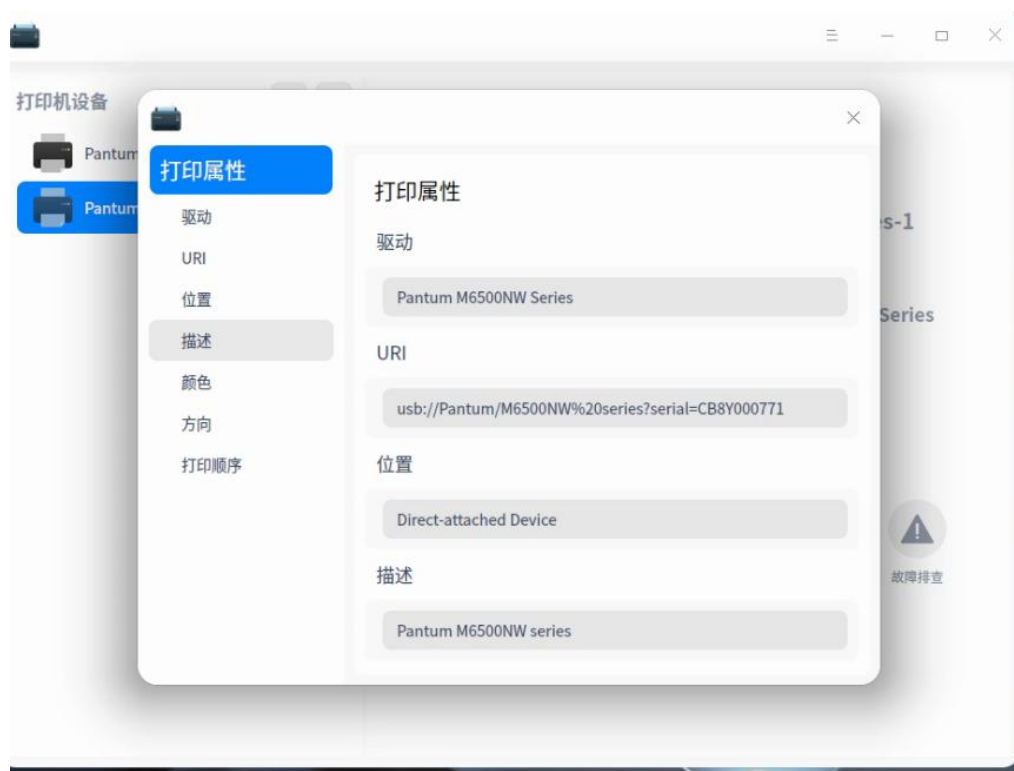 打印机设备
Pantum
Pantum
打印属性
驱动
URI
位置
描述
颜色
方向
打印顺序
打印属性
驱动
Pantum M6500NW Series
URI
usb://Pantum/M6500NW%20series?serial=CB8Y000771
位置
Direct-attached Device
描述
Pantum M6500NW series
s-1
Series
故障排查